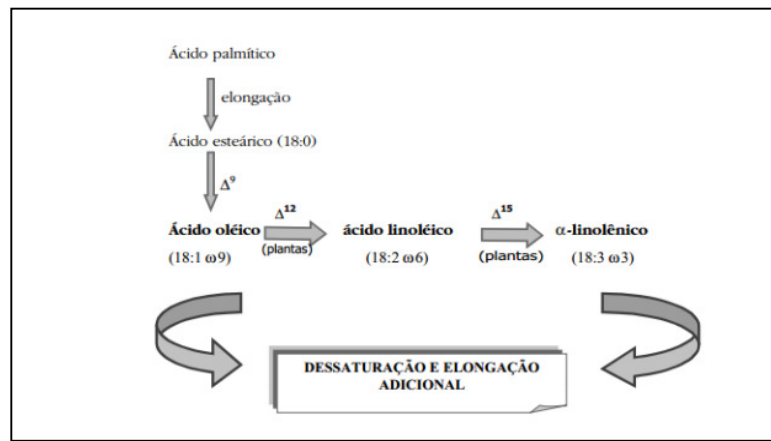 Ácido palmítico
elongação
Ácido esteárico (18:0)
Δ⁹
Ácido oléico Δ¹² (plantas) ácido linoléico Δ¹⁵ (plantas) α-linolênico
(18:1 ω9) (18:2 ω6) (18:3 ω3)
DESSATURAÇÃO E ELONGAÇÃO
ADICIONAL